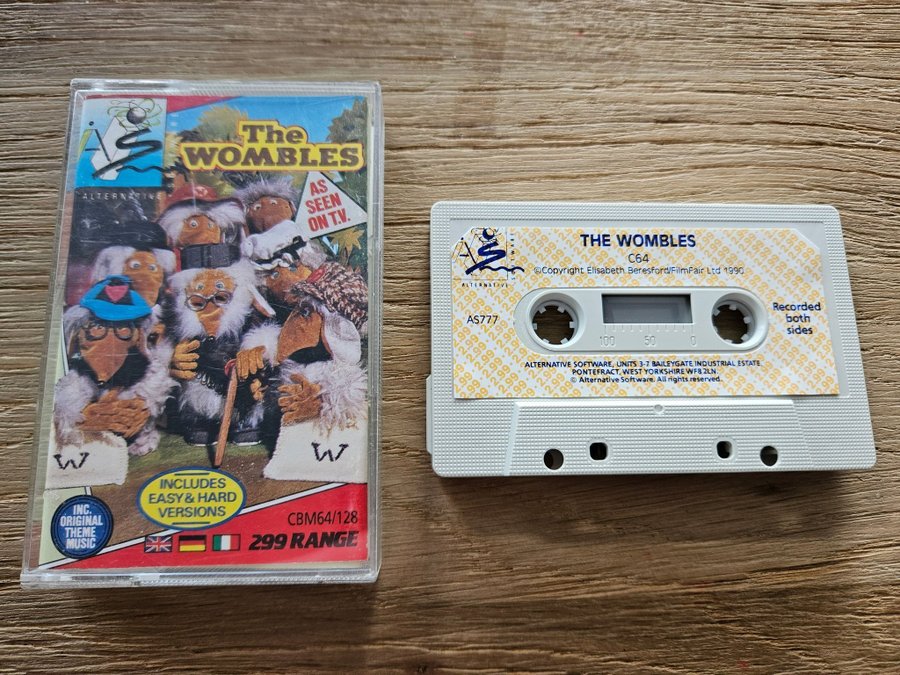 ALTERNATIVE
The
WOMBLES
AS
SEEN
ON T.V.
W
W
INCLUDES
EASY & HARD
VERSIONS
INC.
ORIGINAL
THEME
MUSIC
CBM64/128
299 RANGE
ALTERNATIVE
THE WOMBLES
C64
©Copyright Elisabeth Beresford/FilmFair Ltd 1990
AS777
Recorded
both
sides
100 50 0
ALTERNATIVE SOFTWARE, UNITS 3-7 BAILEYGATE INDUSTRIAL ESTATE
PONTEFRACT, WEST YORKSHIRE WF8 2LN
© Alternative Software. All rights reserved.